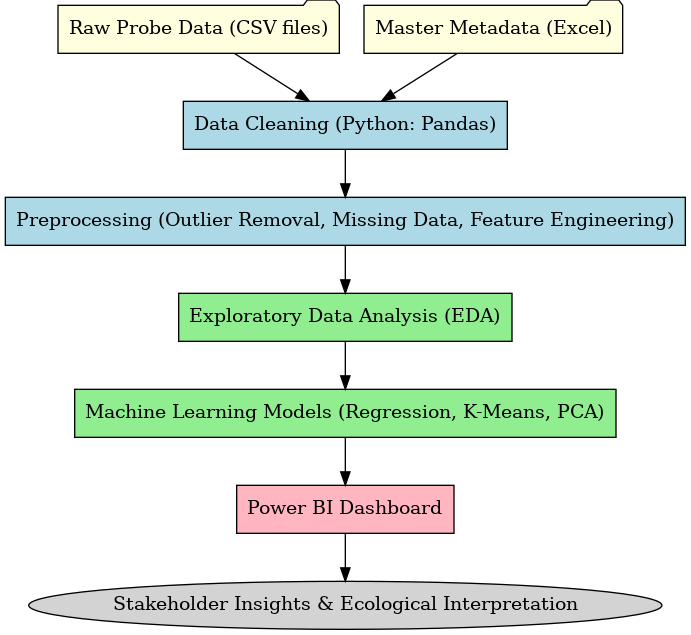 Raw Probe Data (CSV files)
Master Metadata (Excel)
Data Cleaning (Python: Pandas)
Preprocessing (Outlier Removal, Missing Data, Feature Engineering)
Exploratory Data Analysis (EDA)
Machine Learning Models (Regression, K-Means, PCA)
Power BI Dashboard
Stakeholder Insights & Ecological Interpretation